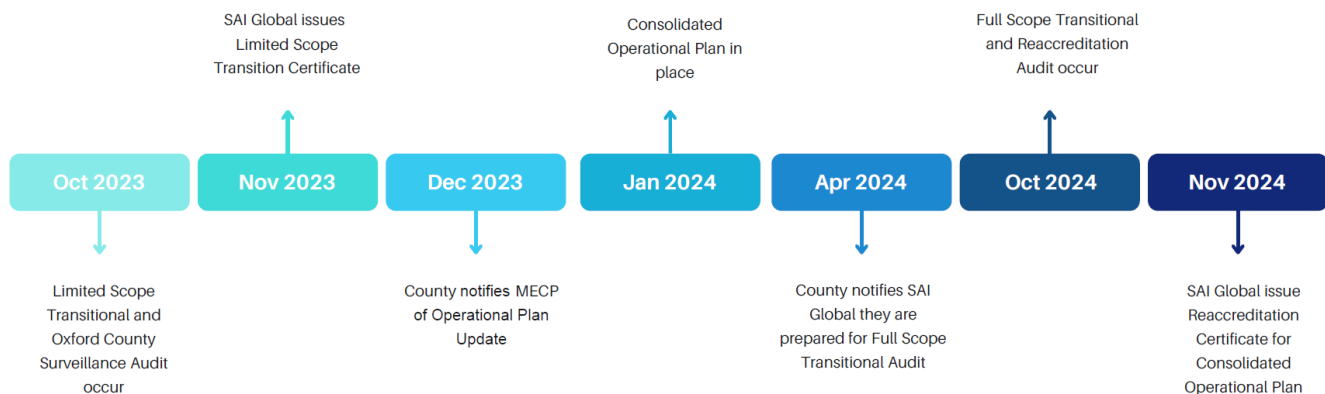 SAI Global issues
Limited Scope
Transition Certificate
Consolidated
Operational Plan in
place
Full Scope Transitional
and Reaccreditation
Audit occur
Oct 2023
Nov 2023
Dec 2023
Jan 2024
Apr 2024
Oct 2024
Nov 2024
Limited Scope
Transitional and
Oxford County
Surveillance Audit
occur
County notifies MECP
of Operational Plan
Update
County notifies SAI
Global they are
prepared for Full Scope
Transitional Audit
SAI Global issue
Reaccreditation
Certificate for
Consolidated
Operational Plan